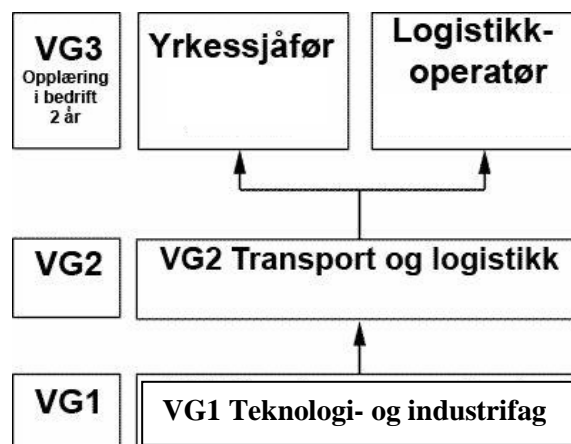 VG3
Opplæring
i bedrift
2 år
Yrkessjåfør
Logistikk-
operatør
VG2
VG2 Transport og logistikk
VG1
VG1 Teknologi- og industrifag